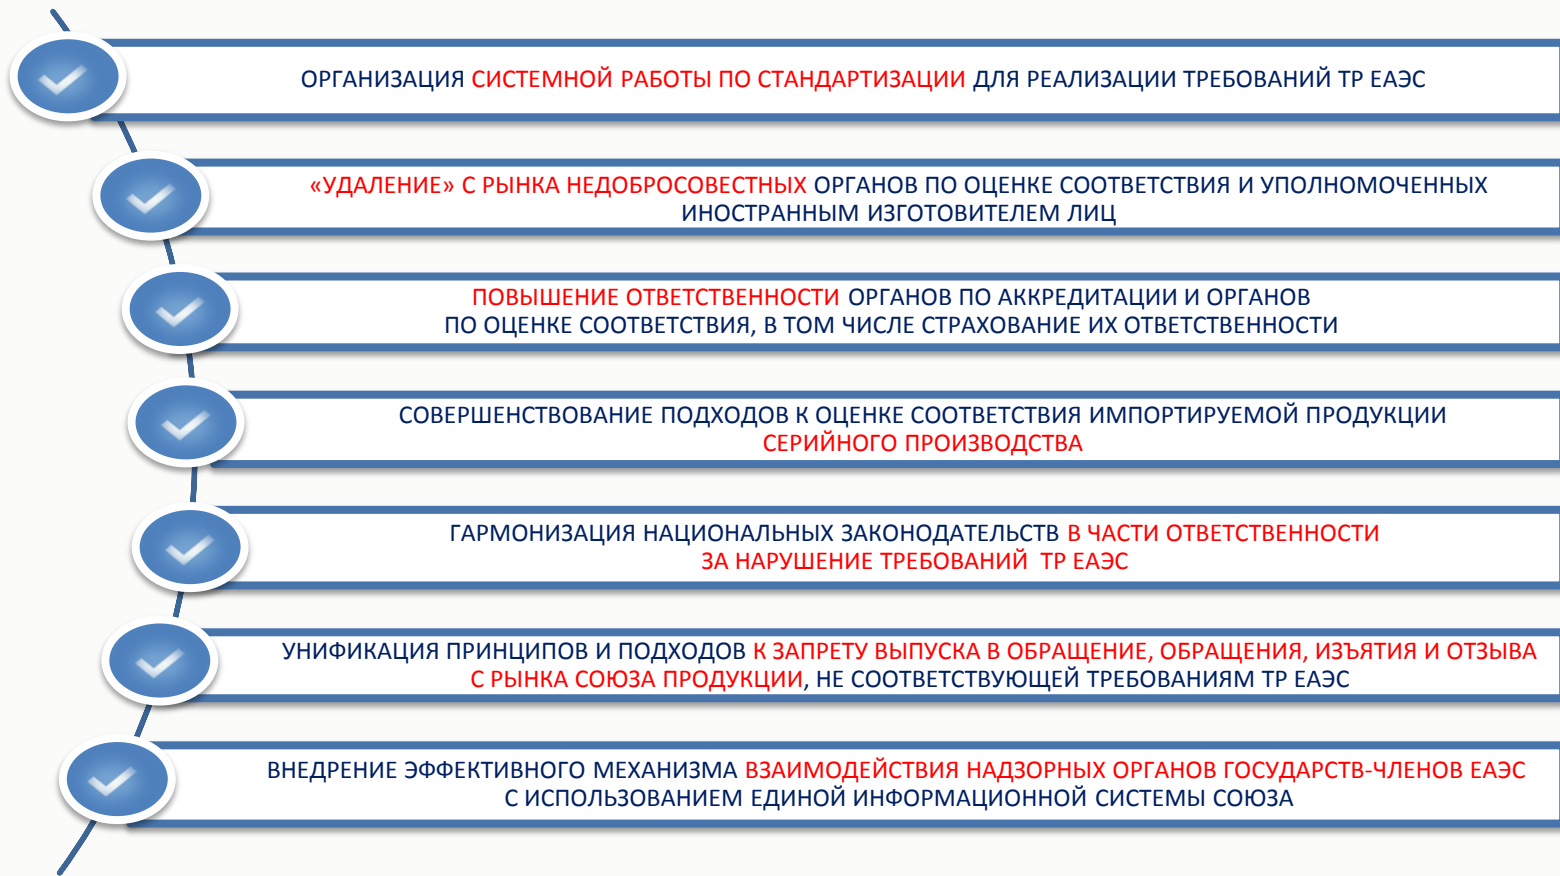 ОРГАНИЗАЦИЯ СИСТЕМНОЙ РАБОТЫ ПО СТАНДАРТИЗАЦИИ ДЛЯ РЕАЛИЗАЦИИ ТРЕБОВАНИЙ ТР ЕАЭС
«УДАЛЕНИЕ» С РЫНКА НЕДОБРОСОВЕСТНЫХ ОРГАНОВ ПО ОЦЕНКЕ СООТВЕТСТВИЯ И УПОЛНОМОЧЕННЫХ
ИНОСТРАННЫМ ИЗГОТОВИТЕЛЕМ ЛИЦ
ПОВЫШЕНИЕ ОТВЕТСТВЕННОСТИ ОРГАНОВ ПО АККРЕДИТАЦИИ И ОРГАНОВ
ПО ОЦЕНКЕ СООТВЕТСТВИЯ, В ТОМ ЧИСЛЕ СТРАХОВАНИЕ ИХ ОТВЕТСТВЕННОСТИ
СОВЕРШЕНСТВОВАНИЕ ПОДХОДОВ К ОЦЕНКЕ СООТВЕТСТВИЯ ИМПОРТИРУЕМОЙ ПРОДУКЦИИ
СЕРИЙНОГО ПРОИЗВОДСТВА
ГАРМОНИЗАЦИЯ НАЦИОНАЛЬНЫХ ЗАКОНОДАТЕЛЬСТВ В ЧАСТИ ОТВЕТСТВЕННОСТИ
ЗА НАРУШЕНИЕ ТРЕБОВАНИЙ ТР ЕАЭС
УНИФИКАЦИЯ ПРИНЦИПОВ И ПОДХОДОВ К ЗАПРЕТУ ВЫПУСКА В ОБРАЩЕНИЕ, ОБРАЩЕНИЯ, ИЗЪЯТИЯ И ОТЗЫВА
С РЫНКА СОЮЗА ПРОДУКЦИИ, НЕ СООТВЕТСТВУЮЩЕЙ ТРЕБОВАНИЯМ ТР ЕАЭС
ВНЕДРЕНИЕ ЭФФЕКТИВНОГО МЕХАНИЗМА ВЗАИМОДЕЙСТВИЯ НАДЗОРНЫХ ОРГАНОВ ГОСУДАРСТВ-ЧЛЕНОВ ЕАЭС
С ИСПОЛЬЗОВАНИЕМ ЕДИНОЙ ИНФОРМАЦИОННОЙ СИСТЕМЫ СОЮЗА